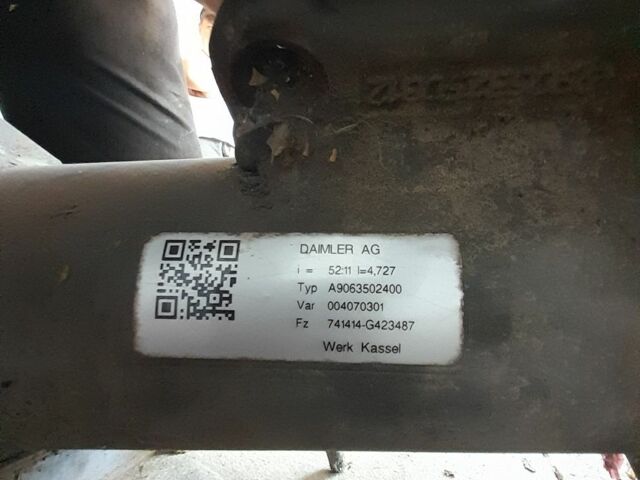 DAIMLER AG
i = 52:11 I=4,727
Typ A9063502400
Var 004070301
Fz 741414-G423487
Werk Kassel